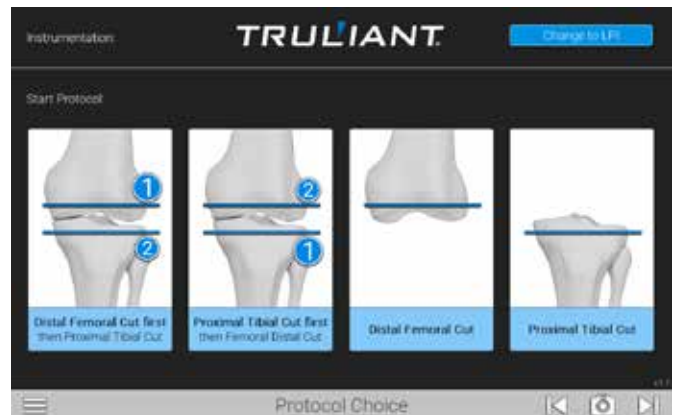 Instrumentation:
TRULIANT
Change to LPI
Start Protocol:
1
2
2
1
Distal Femoral Cut first
then Proximal Tibial Cut
Proximal Tibial Cut first
then Femoral Distal Cut
Distal Femoral Cut
Proximal Tibial Cut
Protocol Choice